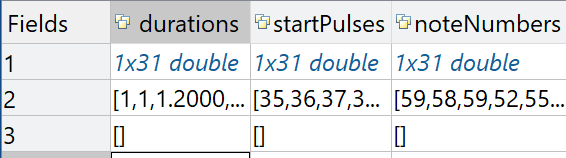 Fields durations startPulses noteNumbers
1 1x31 double 1x31 double 1x31 double
2 [1,1,1.2000,... [35,36,37,3... [59,58,59,52,55...
3 [] [] []